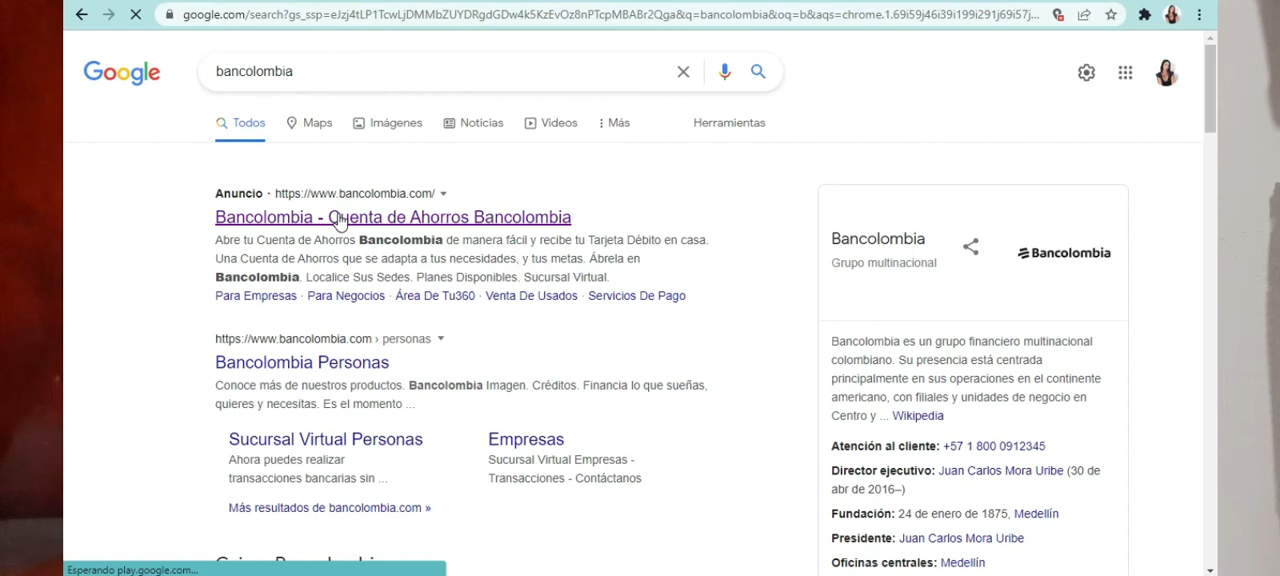 google.com/search?gs_ssp=eJzj4tLP1TcwLjDMMbZUYDRgdGDw4k5KzEvOz8nPTcpMBABr2Qga&q=bancolombia&oq=b&aqs=chrome.1.69i59j46i39i199i291j69i57j...
Google
bancolombia
Todos
Maps
Imágenes
Noticias
Videos
Más
Herramientas
Anuncio · https://www.bancolombia.com/
Bancolombia - Cuenta de Ahorros Bancolombia
Abre tu Cuenta de Ahorros Bancolombia de manera fácil y recibe tu Tarjeta Débito en casa.
Una Cuenta de Ahorros que se adapta a tus necesidades, y tus metas. Ábrela en
Bancolombia. Localice Sus Sedes. Planes Disponibles. Sucursal Virtual.
Para Empresas · Para Negocios · Área De Tu360 · Venta De Usados · Servicios De Pago
https://www.bancolombia.com › personas
Bancolombia Personas
Conoce más de nuestros productos. Bancolombia Imagen. Créditos. Financia lo que sueñas,
quieres y necesitas. Es el momento ...
Sucursal Virtual Personas
Ahora puedes realizar
transacciones bancarias sin ...
Empresas
Sucursal Virtual Empresas -
Transacciones - Contáctanos
Más resultados de bancolombia.com »
Bancolombia
Grupo multinacional
Bancolombia
Bancolombia es un grupo financiero multinacional
colombiano. Su presencia está centrada
principalmente en sus operaciones en el continente
americano, con filiales y unidades de negocio en
Centro y ... Wikipedia
Atención al cliente: +57 1 800 0912345
Director ejecutivo: Juan Carlos Mora Uribe (30 de
abr de 2016–)
Fundación: 24 de enero de 1875, Medellín
Presidente: Juan Carlos Mora Uribe
Oficinas centrales: Medellín
Esperando play.google.com...